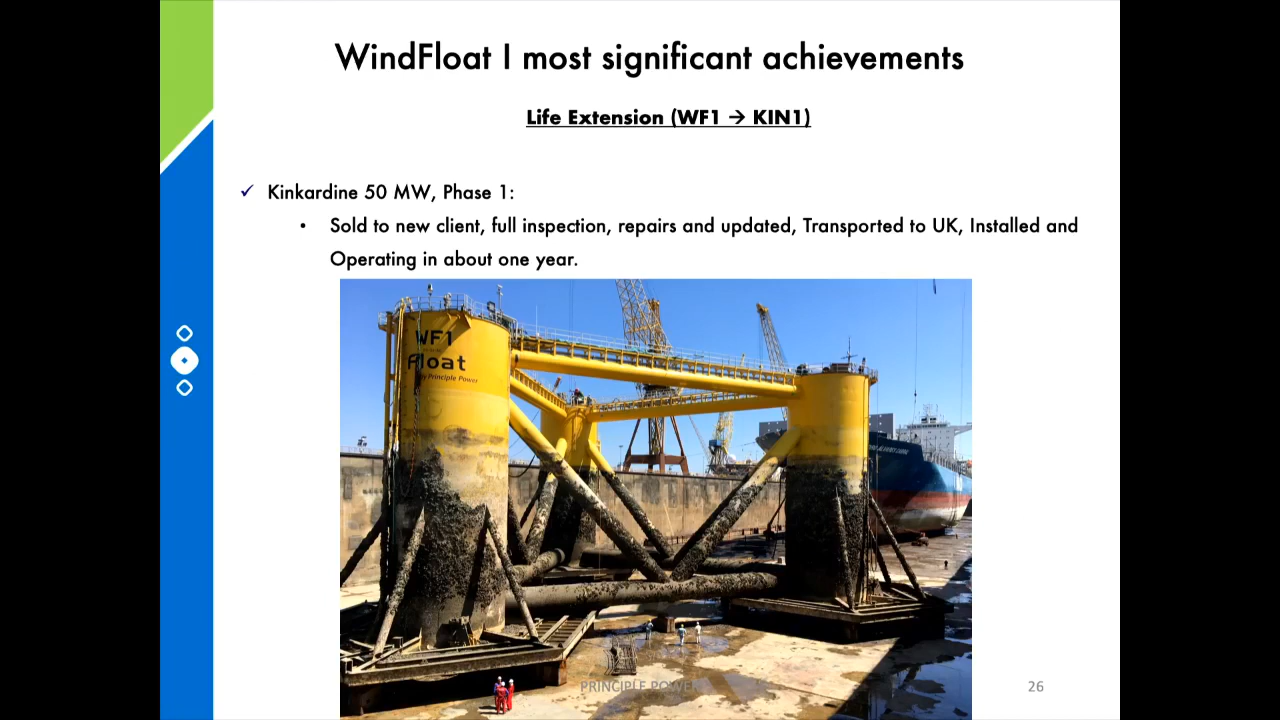 WindFloat I most significant achievements
Life Extension (WF1 → KIN1)
✓ Kinkardine 50 MW, Phase 1:
• Sold to new client, full inspection, repairs and updated, Transported to UK, Installed and
Operating in about one year.
WF1
float
by Principle Power
PRINCIPLE POWER
26